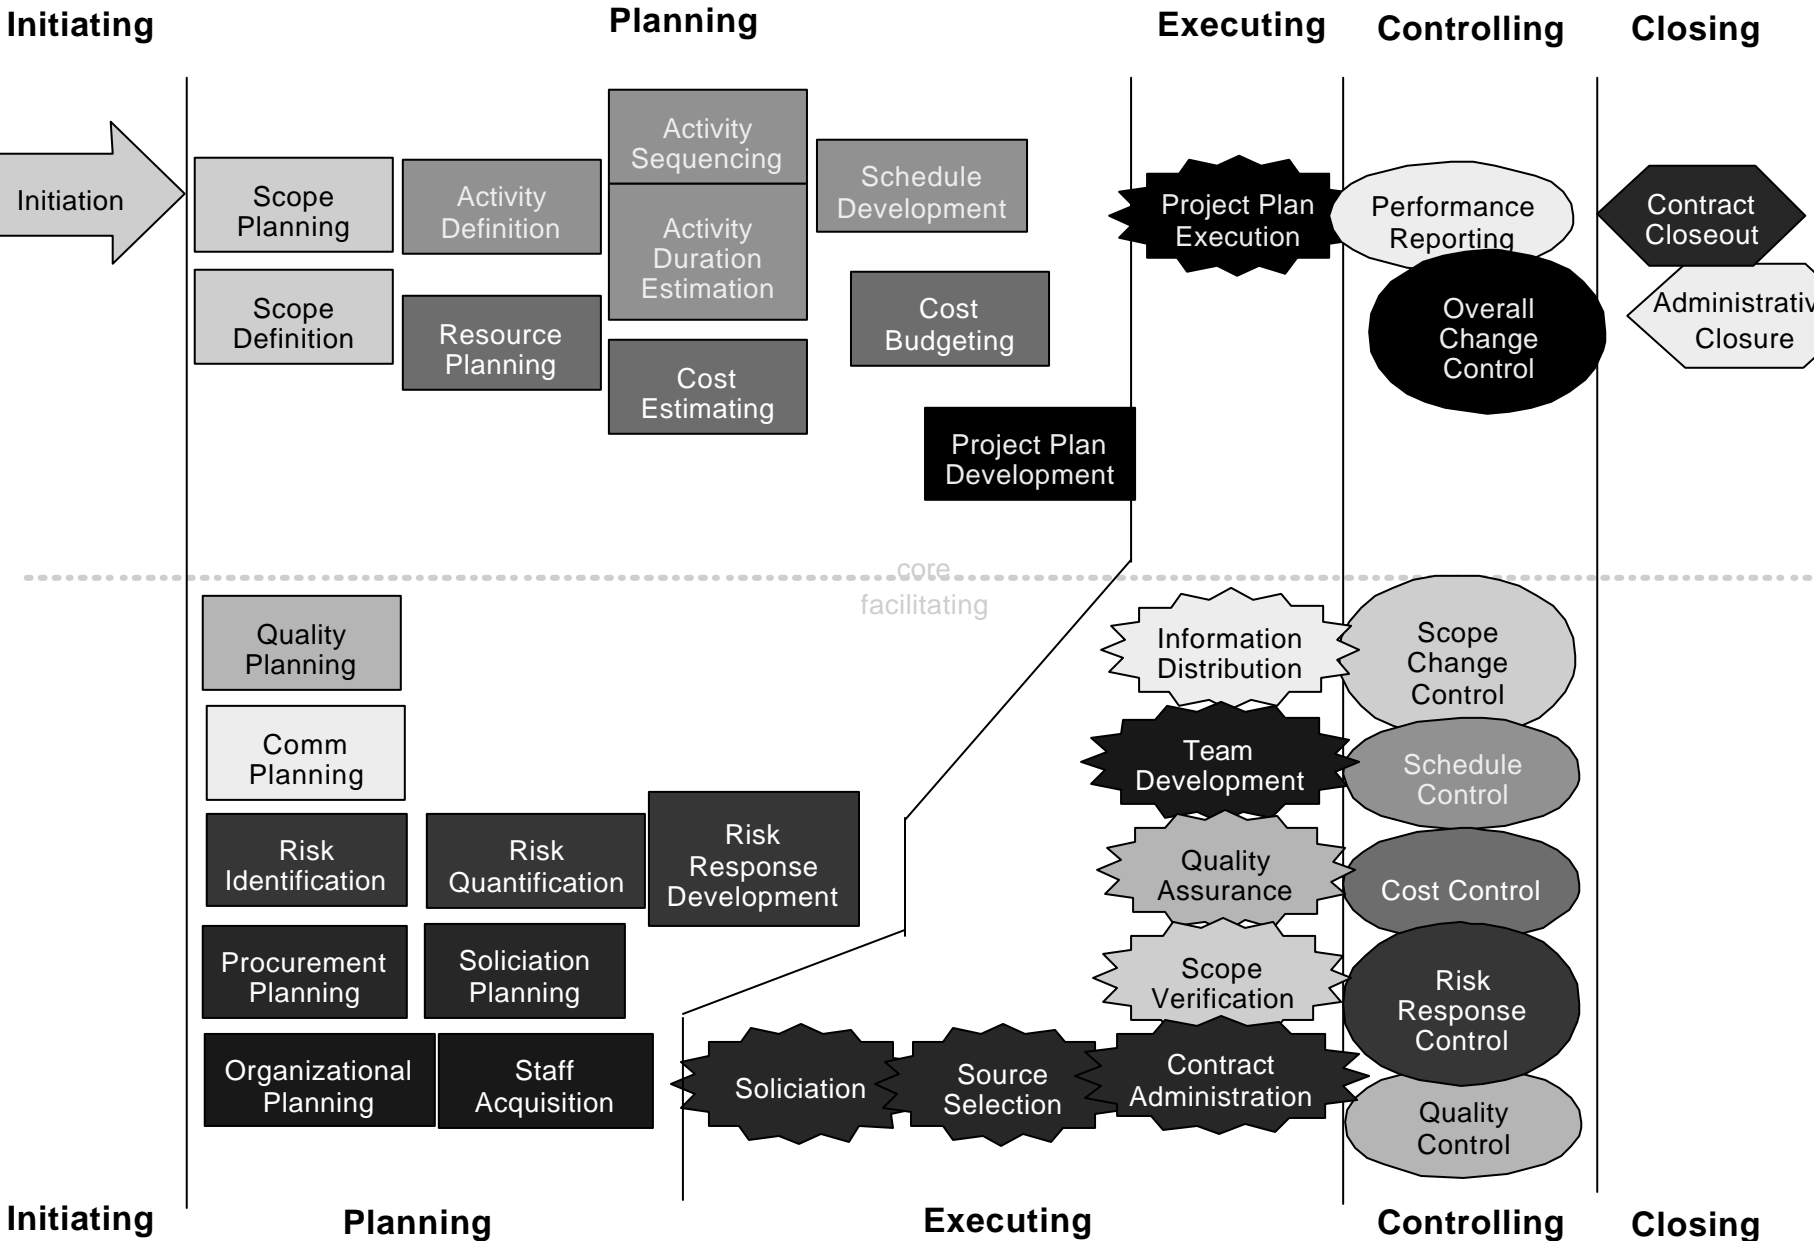 Initiating
Planning
Executing
Controlling
Closing
Initiation
Scope
Planning
Scope
Definition
Activity
Definition
Resource
Planning
Activity
Sequencing
Activity
Duration
Estimation
Cost
Estimating
Schedule
Development
Cost
Budgeting
Project Plan
Development
Project Plan
Execution
Performance
Reporting
Overall
Change
Control
Contract
Closeout
Administrativ
Closure
core
facilitating
Quality
Planning
Comm
Planning
Risk
Identification
Risk
Quantification
Risk
Response
Development
Procurement
Planning
Soliciation
Planning
Organizational
Planning
Staff
Acquisition
Soliciation
Source
Selection
Information
Distribution
Team
Development
Quality
Assurance
Scope
Verification
Contract
Administration
Scope
Change
Control
Schedule
Control
Cost Control
Risk
Response
Control
Quality
Control
Initiating
Planning
Executing
Controlling
Closing